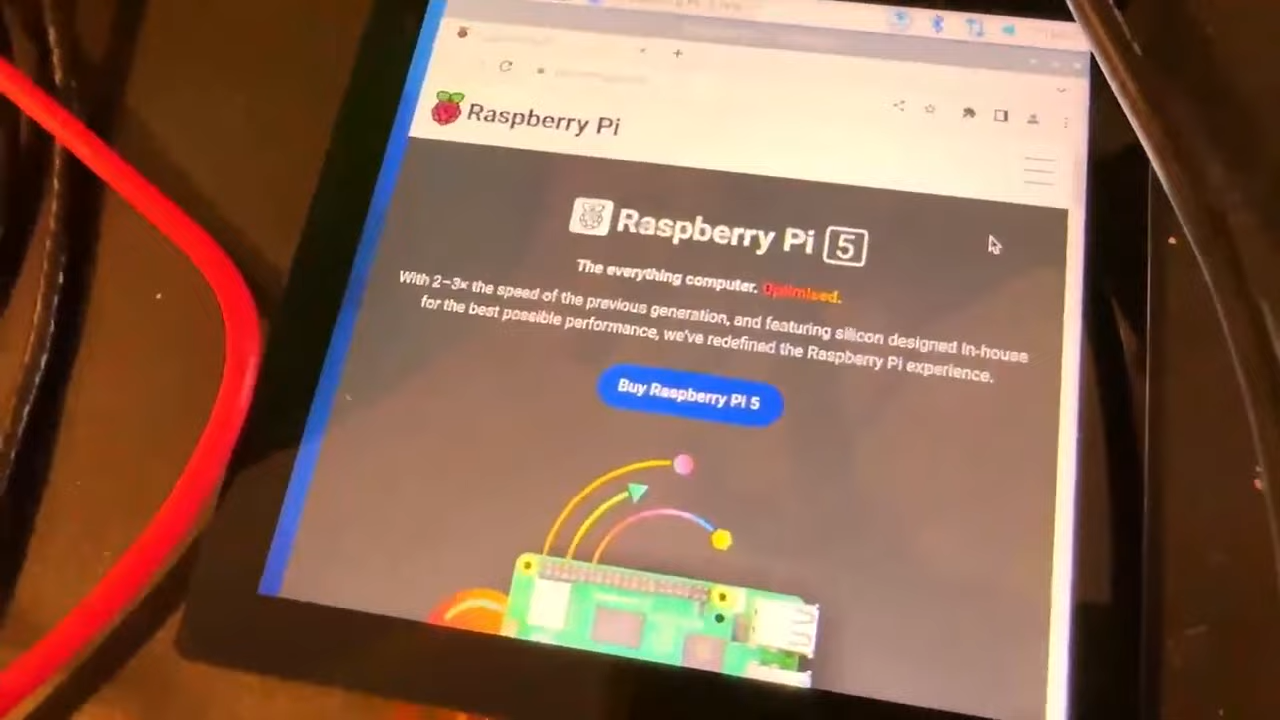 Raspberry Pi
Raspberry Pi 5
The everything computer. Optimised.
With 2–3× the speed of the previous generation, and featuring silicon designed in-house
for the best possible performance, we've redefined the Raspberry Pi experience.
Buy Raspberry Pi 5